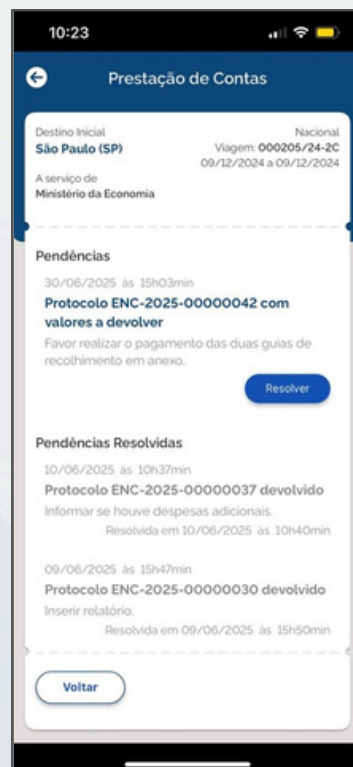 10:23
Prestação de Contas
Destino Inicial
São Paulo (SP)
Nacional
Viagem: 000205/24-2C
09/12/2024 a 09/12/2024
A serviço de
Ministério da Economia
Pendências
30/06/2025 às 15h03min
Protocolo ENC-2025-00000042 com
valores a devolver
Favor realizar o pagamento das duas guias de
recolhimento em anexo.
Resolver
Pendências Resolvidas
10/06/2025 às 10h37min
Protocolo ENC-2025-00000037 devolvido
Informar se houve despesas adicionais.
Resolvida em 10/06/2025 às 10h40min
09/06/2025 às 15h47min
Protocolo ENC-2025-00000030 devolvido
Inserir relatório.
Resolvida em 09/06/2025 às 15h50min
Voltar